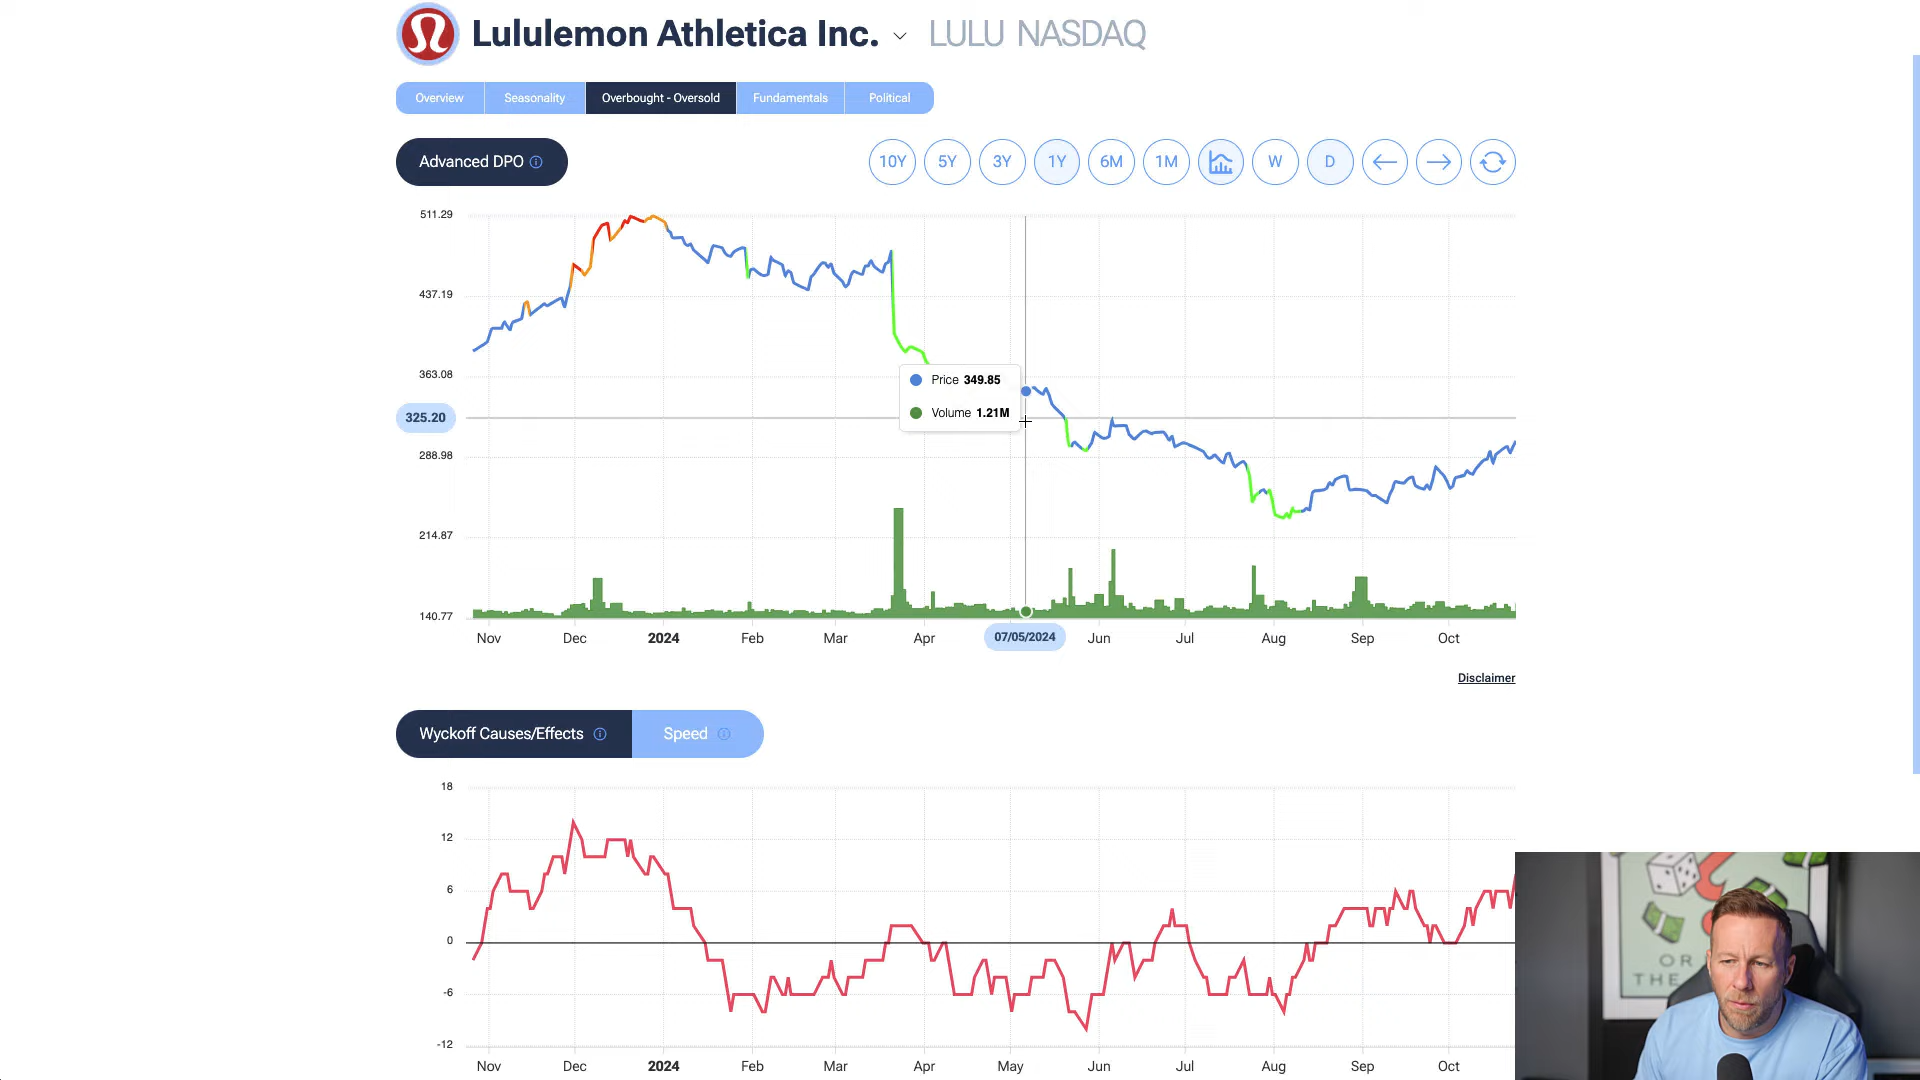 Lululemon Athletica Inc. LULU NASDAQ
Overview Seasonality Overbought - Oversold Fundamentals Political
Advanced DPO 10Y 5Y 3Y 1Y 6M 1M W D
511.29
437.19
363.08
Price 349.85
Volume 1.21M
325.20
288.98
214.87
140.77
Nov Dec 2024 Feb Mar Apr 07/05/2024 Jun Jul Aug Sep Oct
Disclaimer
Wyckoff Causes/Effects Speed
18
12
6
0
-6
-12
Nov Dec 2024 Feb Mar Apr May Jun Jul Aug Sep Oct
OR
THE